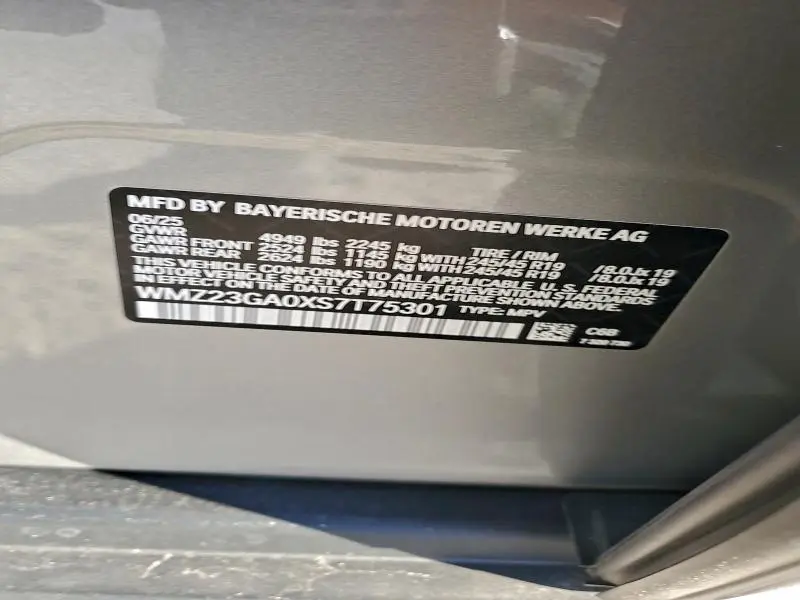 MFD BY BAYERISCHE MOTOREN WERKE AG
06/25
GVWR 4949 lbs 2245 kg TIRE / RIM
GAWR FRONT 2524 lbs 1145 kg WITH 245/45 R19 /8.0Jx19
GAWR REAR 2624 lbs 1190 kg WITH 245/45 R19 /8.0Jx19
THIS VEHICLE CONFORMS TO ALL APPLICABLE U.S. FEDERAL
MOTOR VEHICLE SAFETY AND THEFT PREVENTION STANDARDS
IN EFFECT ON THE DATE OF MANUFACTURE SHOWN ABOVE.
WMZ23GA0XS7T75301 TYPE: MPV
C6B